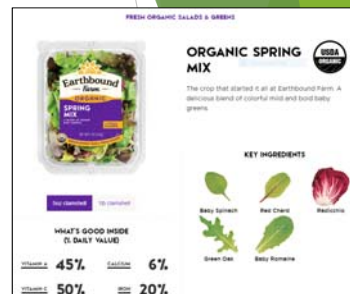 FRESH ORGANIC SALADS & GREENS
Earthbound
Farm
ORGANIC
SPRING
MIX
ORGANIC SPRING
MIX
USDA
ORGANIC
The crop that started it all at Earthbound Farm. A
delicious blend of colorful mild and bold baby
greens.
KEY INGREDIENTS
Baby Spinach
Red Chard
Radicchio
Green Oak
Baby Romaine
5oz clamshell
WHAT'S GOOD INSIDE
(% DAILY VALUE)
VITAMIN A 45% CALCIUM 6%
VITAMIN C 50% IRON 20%